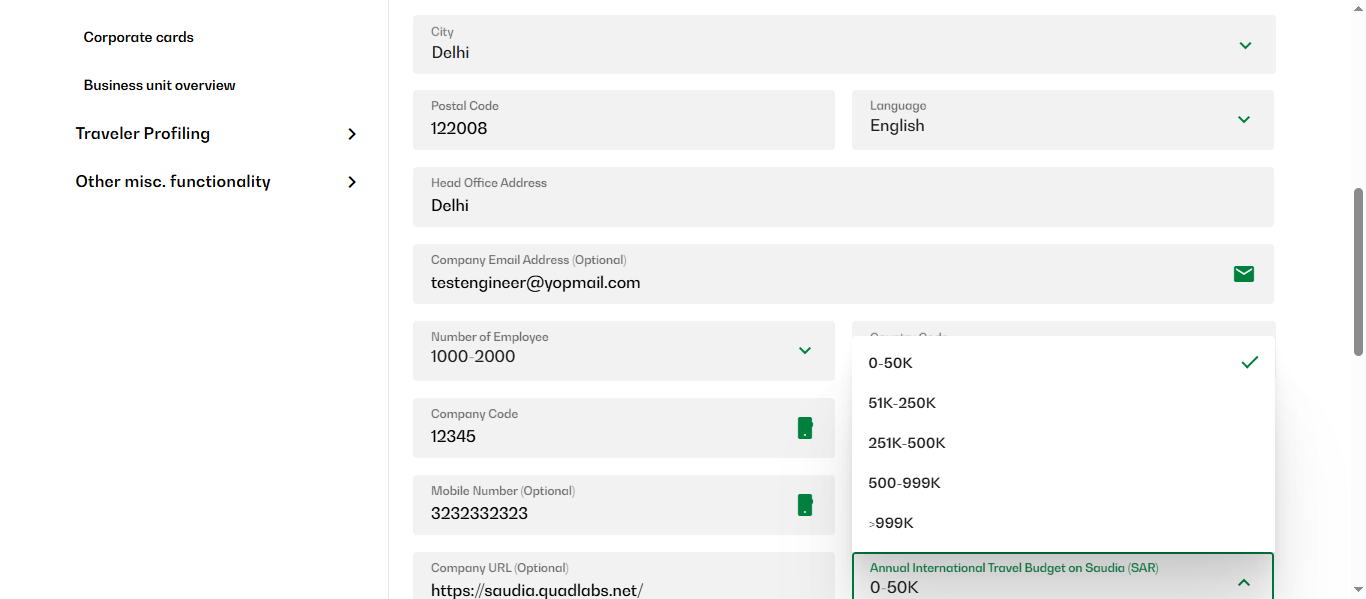 Corporate cards
Business unit overview
Traveler Profiling
Other misc. functionality
City
Delhi
Postal Code
122008
Language
English
Head Office Address
Delhi
Company Email Address (Optional)
testengineer@yopmail.com
Number of Employee
1000-2000
Country Code
0-50K
51K-250K
251K-500K
500-999K
>999K
Company Code
12345
Mobile Number (Optional)
3232332323
Company URL (Optional)
https://saudia.quadlabs.net/
Annual International Travel Budget on Saudia (SAR)
0-50K